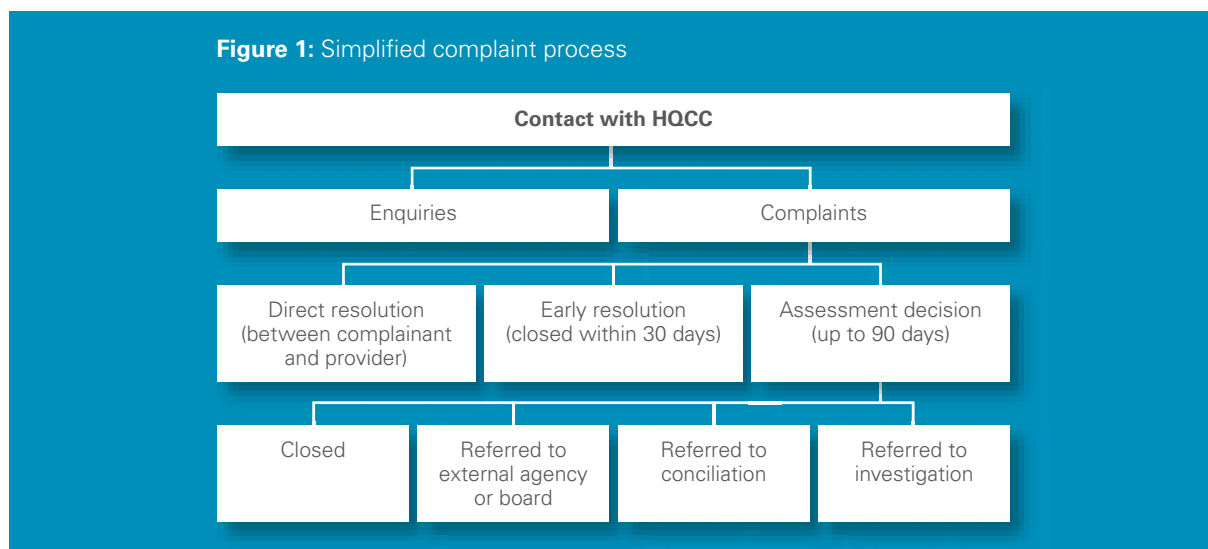 Figure 1: Simplified complaint process
Contact with HQCC
Enquiries
Complaints
Direct resolution
(between complainant
and provider)
Early resolution
(closed within 30 days)
Assessment decision
(up to 90 days)
Closed
Referred to
external agency
or board
Referred to
conciliation
Referred to
investigation